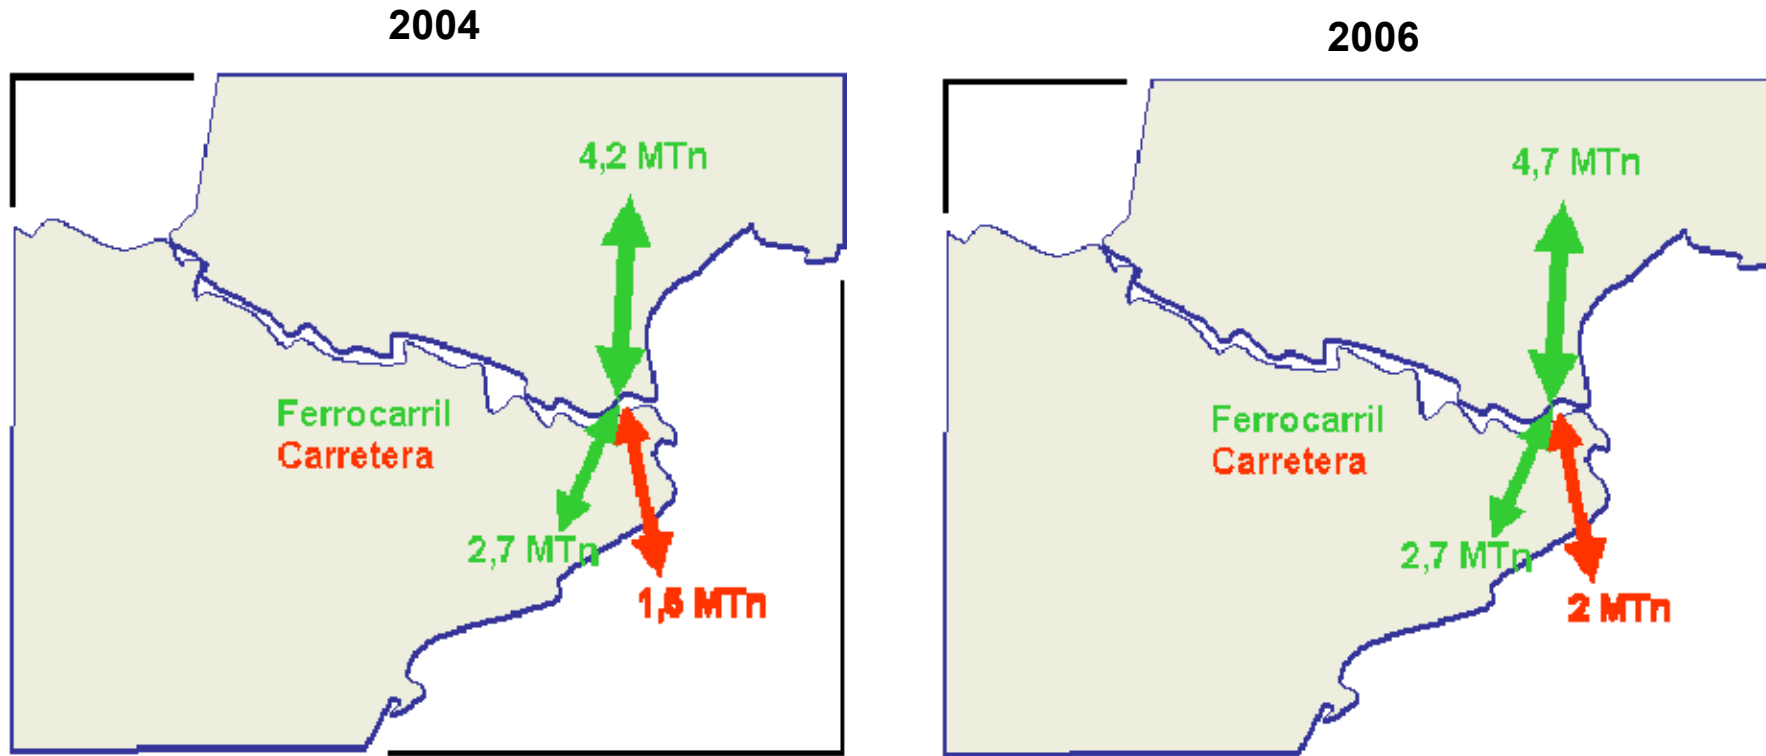 2004
4,2 MTn
Ferrocarril
Carretera
2,7 MTn
1,5 MTn
2006
4,7 MTn
Ferrocarril
Carretera
2,7 MTn
2 MTn